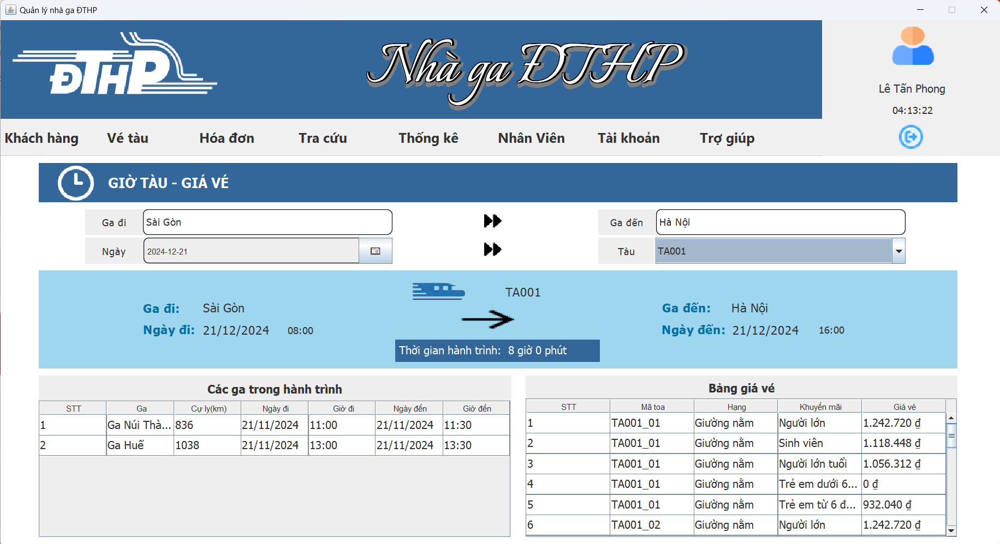 Quản lý nhà ga ĐTHP
ĐTHP
Nhà ga ĐTHP
Lê Tấn Phong
04:13:22
Khách hàng Vé tàu Hóa đơn Tra cứu Thống kê Nhân Viên Tài khoản Trợ giúp
GIỜ TÀU - GIÁ VÉ
Ga đi Sài Gòn Ga đến Hà Nội
Ngày 2024-12-21 Tàu TA001
TA001
Ga đi: Sài Gòn Ga đến: Hà Nội
Ngày đi: 21/12/2024 08:00 Ngày đến: 21/12/2024 16:00
Thời gian hành trình: 8 giờ 0 phút
Các ga trong hành trình
STT Ga Cự ly(km) Ngày đi Giờ đi Ngày đến Giờ đến
1 Ga Núi Thà... 836 21/11/2024 11:00 21/11/2024 11:30
2 Ga Huế 1038 21/11/2024 13:00 21/11/2024 13:30
Bảng giá vé
STT Mã toa Hạng Khuyến mãi Giá vé
1 TA001_01 Giường nằm Người lớn 1.242.720 ₫
2 TA001_01 Giường nằm Sinh viên 1.118.448 ₫
3 TA001_01 Giường nằm Người lớn tuổi 1.056.312 ₫
4 TA001_01 Giường nằm Trẻ em dưới 6... 0 ₫
5 TA001_01 Giường nằm Trẻ em từ 6 đ... 932.040 ₫
6 TA001_02 Giường nằm Người lớn 1.242.720 ₫